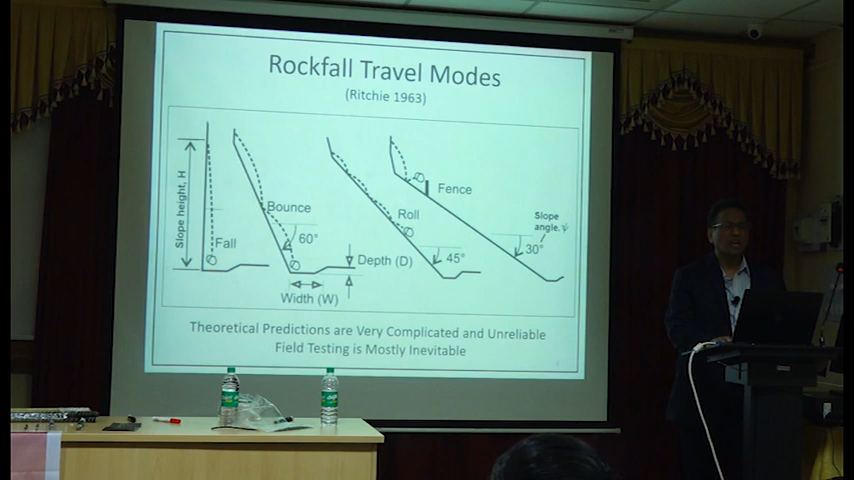 Rockfall Travel Modes
(Ritchie 1963)
Slope height, H
Fall
Bounce
60°
Width (W)
Depth (D)
Roll
45°
Fence
Slope
angle, ψ
30°
Theoretical Predictions are Very Complicated and Unreliable
Field Testing is Mostly Inevitable